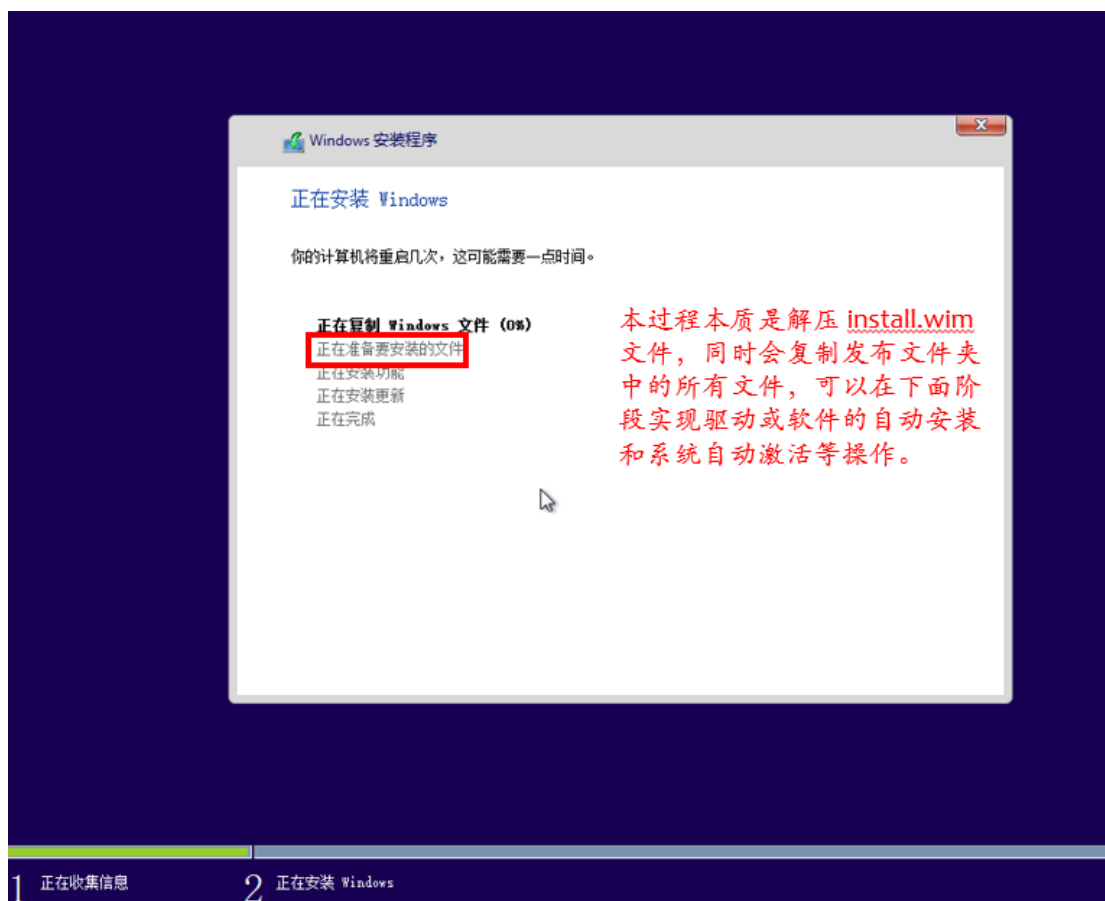 Windows 安装程序
正在安装 Windows
你的计算机将重启几次，这可能需要一点时间。
正在复制 Windows 文件 (0%)
正在准备要安装的文件
正在安装功能
正在安装更新
正在完成
本过程本质是解压 install.wim
文件，同时会复制发布文件夹
中的所有文件，可以在下面阶
段实现驱动或软件的自动安装
和系统自动激活等操作。
1 正在收集信息
2 正在安装 Windows